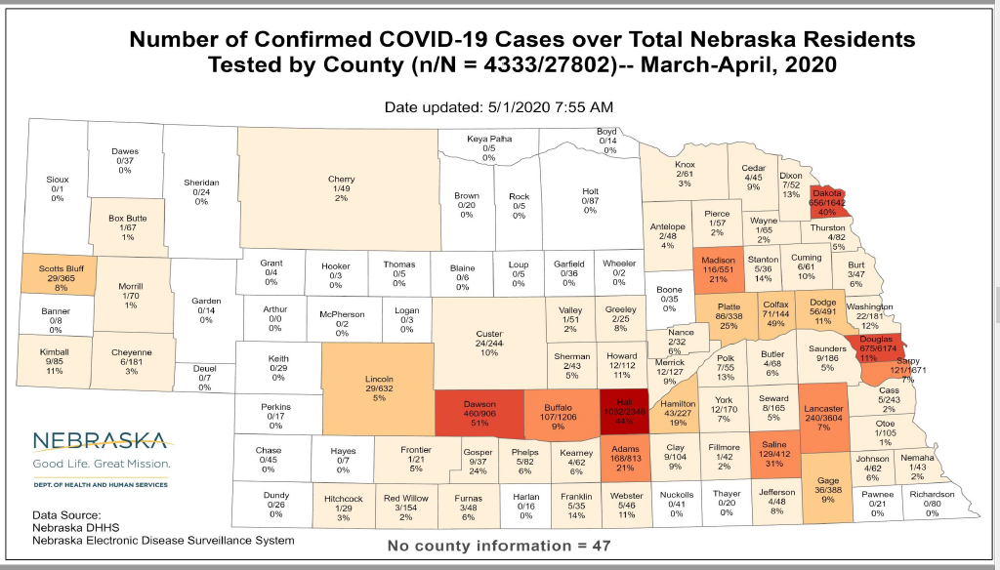 Number of Confirmed COVID-19 Cases over Total Nebraska Residents
Tested by County (n/N = 4333/27802)-- March-April, 2020
Date updated: 5/1/2020 7:55 AM
Sioux
0/1
0%
Dawes
0/37
0%
Box Butte
1/67
1%
Scotts Bluff
29/365
8%
Banner
0/8
0%
Kimball
9/85
11%
Morrill
1/70
1%
Cheyenne
6/181
3%
Sheridan
0/24
0%
Garden
0/14
0%
Deuel
0/7
0%
Cherry
1/49
2%
Grant
0/4
0%
Hooker
0/3
0%
Thomas
0/5
0%
Arthur
0/0
0%
McPherson
0/2
0%
Logan
0/3
0%
Keith
0/29
0%
Lincoln
29/632
5%
Perkins
0/17
0%
Chase
0/45
0%
Hayes
0/7
0%
Frontier
1/21
5%
Dundy
0/26
0%
Hitchcock
1/29
3%
Red Willow
3/154
2%
Keya Paha
0/5
0%
Boyd
0/14
0%
Brown
0/20
0%
Rock
0/5
0%
Holt
0/87
0%
Blaine
0/6
0%
Loup
0/5
0%
Garfield
0/36
0%
Wheeler
0/2
0%
Custer
24/244
10%
Valley
1/51
2%
Greeley
2/25
8%
Sherman
2/43
5%
Howard
12/112
11%
Dawson
460/906
51%
Buffalo
107/1206
9%
Hall
44%
Gosper
9/37
24%
Phelps
5/82
6%
Kearney
4/62
6%
Adams
168/813
21%
Furnas
3/48
6%
Harlan
0/16
0%
Franklin
5/35
14%
Webster
5/46
11%
Knox
2/61
3%
Cedar
4/45
9%
Dixon
7/52
13%
Dakota
656/1642
40%
Antelope
2/48
4%
Pierce
1/57
2%
Wayne
1/65
2%
Thurston
4/82
5%
Madison
116/551
21%
Stanton
5/36
14%
Cuming
6/61
10%
Burt
3/47
6%
Boone
0/35
0%
Platte
86/338
25%
Colfax
71/144
49%
Dodge
56/491
11%
Washington
22/181
12%
Nance
2/32
6%
Merrick
12/127
9%
Polk
7/55
13%
Butler
4/68
6%
Saunders
9/186
5%
Douglas
675/6174
11%
Sarpy
121/1671
7%
Hamilton
43/227
19%
York
12/170
7%
Seward
8/165
5%
Lancaster
240/3604
7%
Cass
5/243
2%
Otoe
1/105
1%
Clay
9/104
9%
Fillmore
1/42
2%
Saline
129/412
31%
Gage
36/388
9%
Johnson
4/62
6%
Nemaha
1/43
2%
Nuckolls
0/41
0%
Thayer
0/20
0%
Jefferson
4/48
8%
Pawnee
0/21
0%
Richardson
0/80
0%
NEBRASKA
Good Life. Great Mission.
DEPT. OF HEALTH AND HUMAN SERVICES
Data Source:
Nebraska DHHS
Nebraska Electronic Disease Surveillance System
No county information = 47